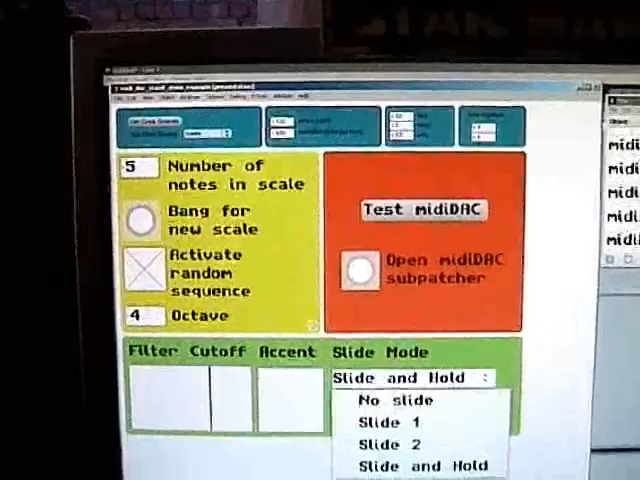 5
Number of
notes in scale
Bang for
new scale
Activate
random
sequence
4
Octave
Test midiDAC
Open midiDAC
subpatcher
Filter Cutoff
Accent
Slide Mode
Slide and Hold
No slide
Slide 1
Slide 2
Slide and Hold
midi
midi
midi
midi
midi